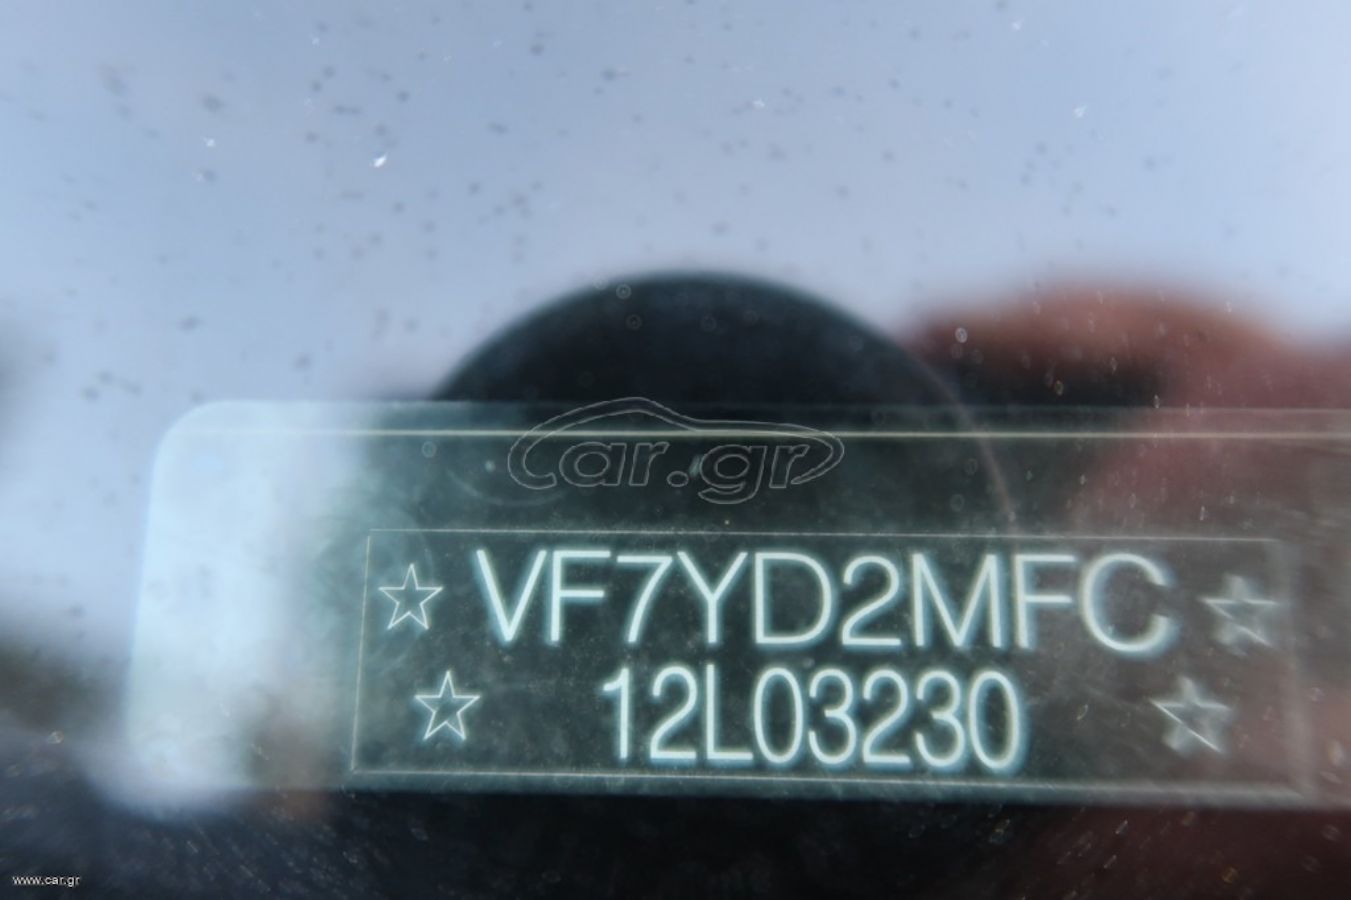 car.gr
☆ VF7YD2MFC ☆
☆ 12L03230 ☆
www.car.gr